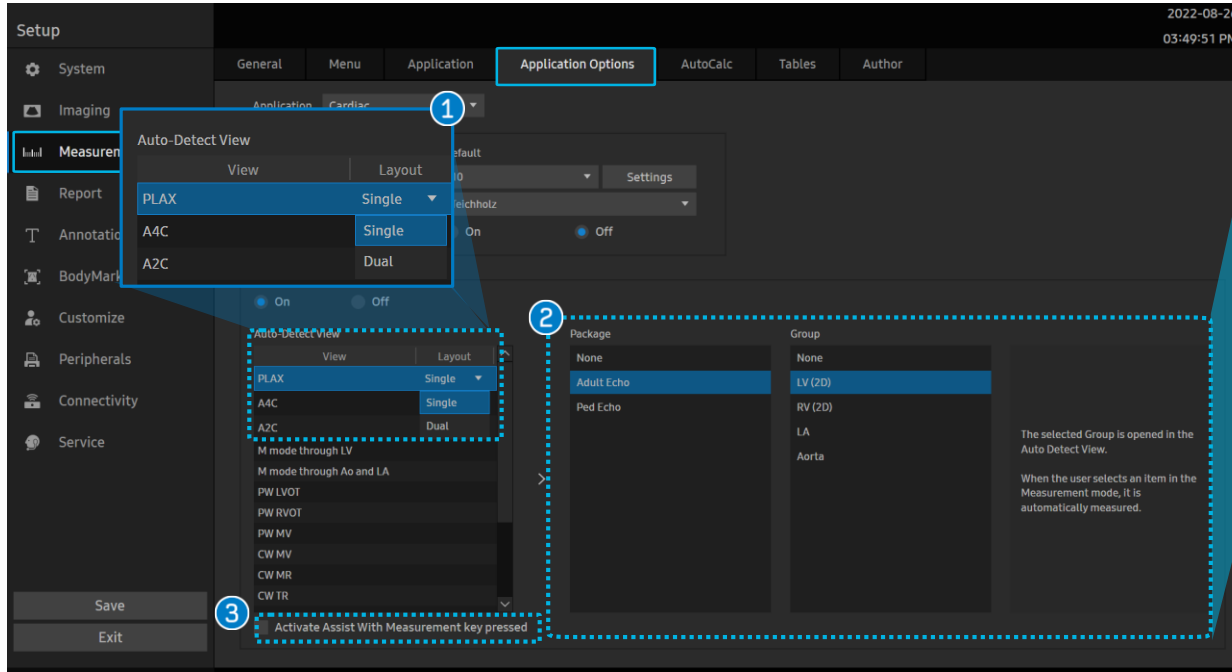 2022-08-2
03:49:51 PM
Setup
System
Imaging
Measuremen
Report
Annotatio
BodyMark
Customize
Peripherals
Connectivity
Service
Save
Exit
General Menu Application Application Options AutoCalc Tables Author
Application Cardiac
1
Auto-Detect View
View Layout
PLAX Single
A4C Single
A2C Dual
efault
Settings
eichholz
On Off
On Off
2
Auto-Detect View
View Layout
PLAX Single
A4C Single
A2C Dual
M mode through LV
M mode through Ao and LA
PW LVOT
PW RVOT
PW MV
CW MV
CW MR
CW TR
3
Activate Assist With Measurement key pressed
Package
None
Adult Echo
Ped Echo
Group
None
LV (2D)
RV (2D)
LA
Aorta
The selected Group is opened in the
Auto Detect View.
When the user selects an item in the
Measurement mode, it is
automatically measured.